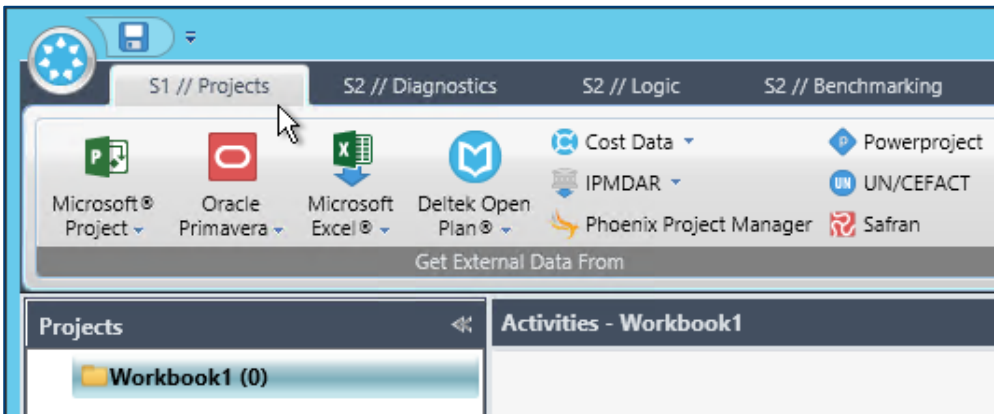 S1 // Projects
S2 // Diagnostics
S2 // Logic
S2 // Benchmarking
Microsoft®
Project
Oracle
Primavera
Microsoft
Excel®
Deltek Open
Plan®
Cost Data
IPMDAR
Phoenix Project Manager
Powerproject
UN/CEFACT
Safran
Get External Data From
Projects
Activities - Workbook1
Workbook1 (0)